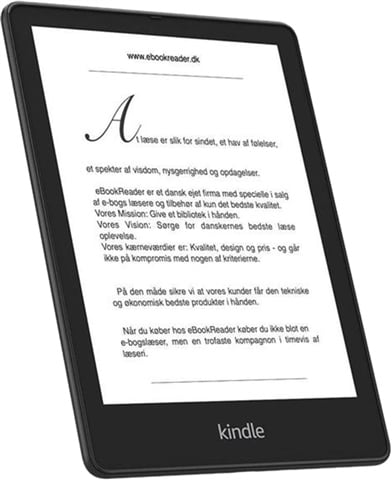 www.ebookreader.dk
At læse er slik for sindet, et hav af følelser,
et spekter af visdom, nysgerrighed og opdagelser.
eBookReader er et dansk ejet firma med specielle i salg
af e-bogs læsere og tilbehør af kun det bedste kvalitet.
Vores Mission: Give et bibliotek i hånden.
Vores Vision: Sørge for danskernes bedste læse
oplevelse.
Vores kerneværdier er: Kvalitet, design og pris - og går
ikke på kompromis med nogen af kriterierne.
På den måde sikre vi at vores kunder får den tekniske
og økonomisk bedste produkter i hånden.
Når du køber hos eBookReader køber du ikke blot en
e-bogslæser, men en trofaste kompagnon i timevis af
læseri.
kindle